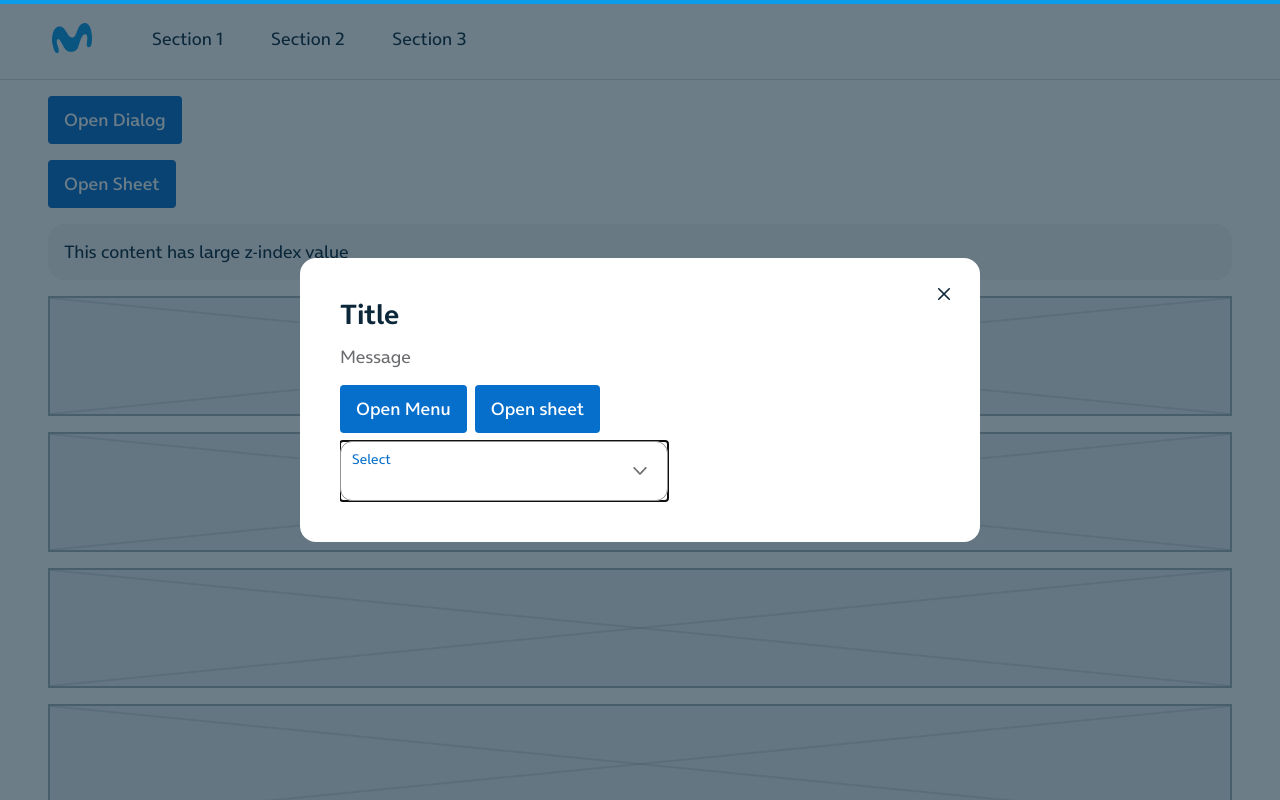 Section 1
Section 2
Section 3
Open Dialog
Open Sheet
This content has large z-index value
Title
Message
Open Menu
Open sheet
Select